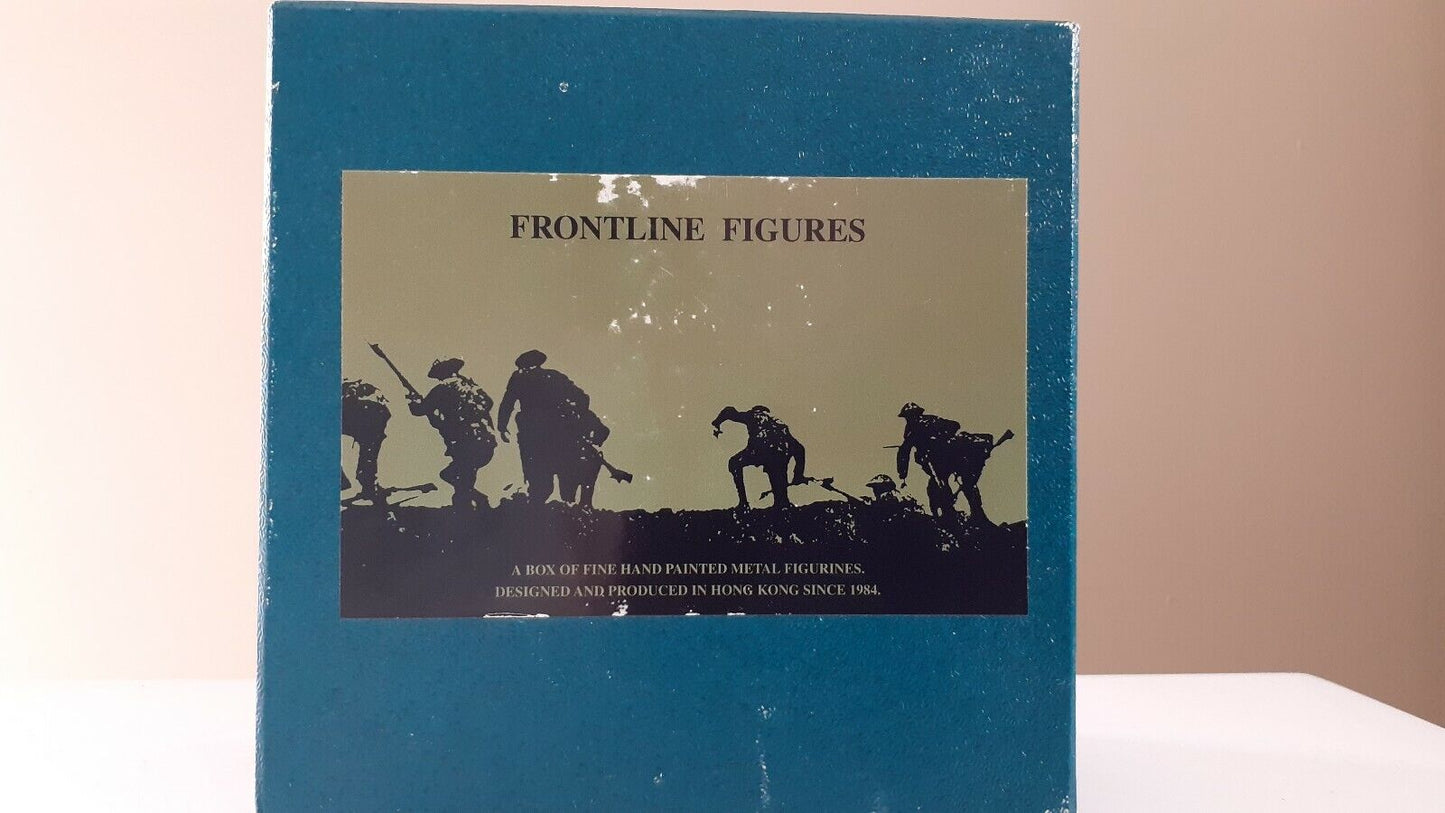 FRONTLINE FIGURES
A BOX OF FINE HAND PAINTED METAL FIGURINES.
DESIGNED AND PRODUCED IN HONG KONG SINCE 1984.